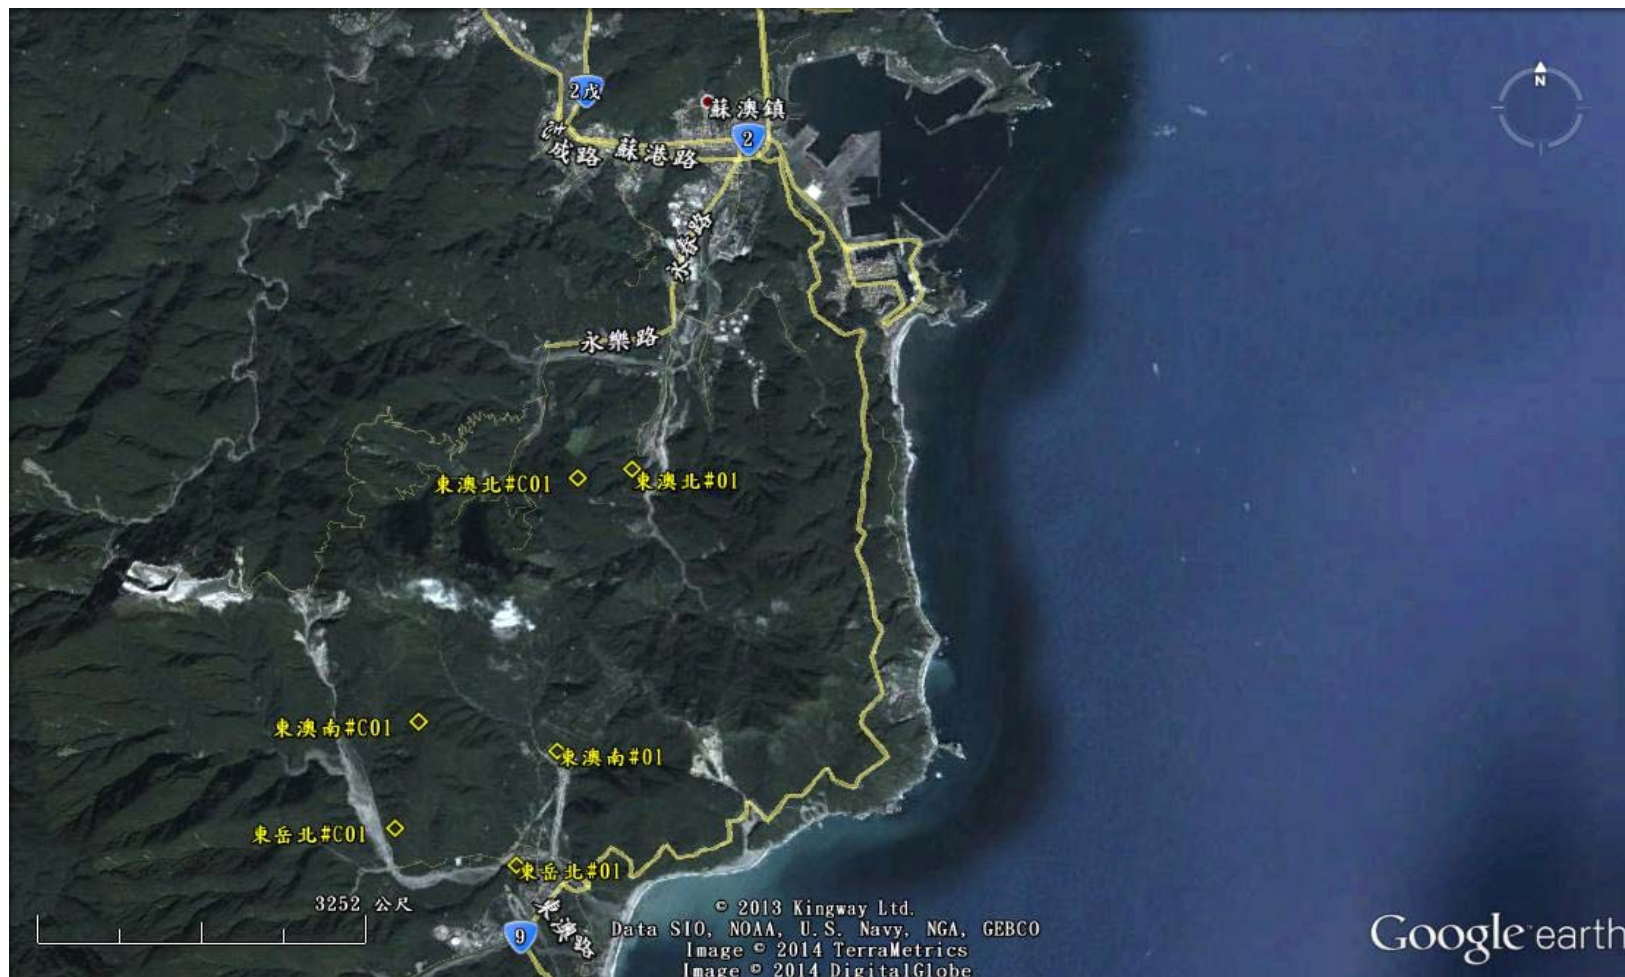 2戊
蘇澳鎮
2
成路
蘇港路
永春路
永樂路
N
東澳北#C01
東澳北#01
東澳南#C01
東澳南#01
東岳北#C01
東岳北#01
3252 公尺
東澳路
9
© 2013 Kingway Ltd.
Data SIO, NOAA, U.S. Navy, NGA, GEBCO
Image © 2014 TerraMetrics
Image © 2014 DigitalGlobe
Google earth